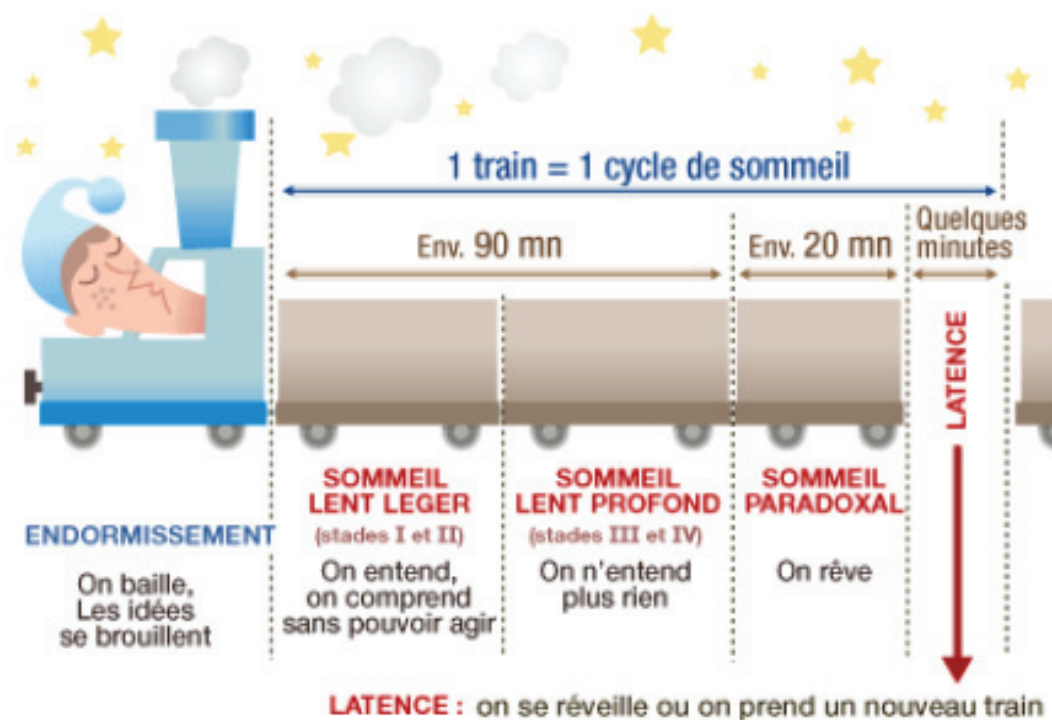 1 train = 1 cycle de sommeil
Env. 90 mn
Env. 20 mn
Quelques
minutes
LATENCE
ENDORMISSEMENT
On baille,
Les idées
se brouillent
SOMMEIL
LENT LEGER
(stades I et II)
On entend,
on comprend
sans pouvoir agir
SOMMEIL
LENT PROFOND
(stades III et IV)
On n'entend
plus rien
SOMMEIL
PARADOXAL
On rêve
LATENCE : on se réveille ou on prend un nouveau train